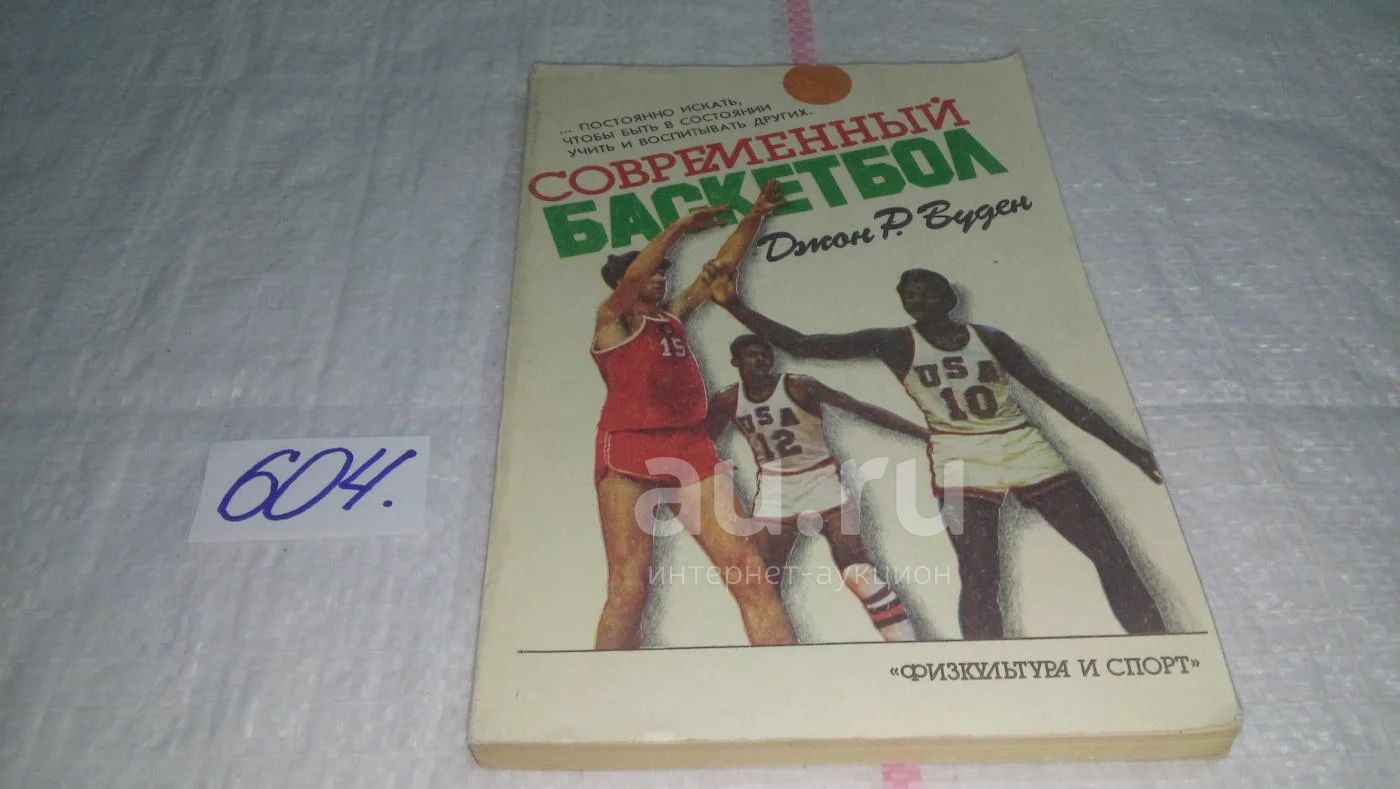 ... ПОСТОЯННО ИСКАТЬ,
ЧТОБЫ БЫТЬ В СОСТОЯНИИ
УЧИТЬ И ВОСПИТЫВАТЬ ДРУГИХ.
СОВРЕМЕННЫЙ
БАСКЕТБОЛ
Джон Р. Вуден
15
USA
12
USA
10
604.
au.ru
интернет-аукцион
«ФИЗКУЛЬТУРА И СПОРТ»